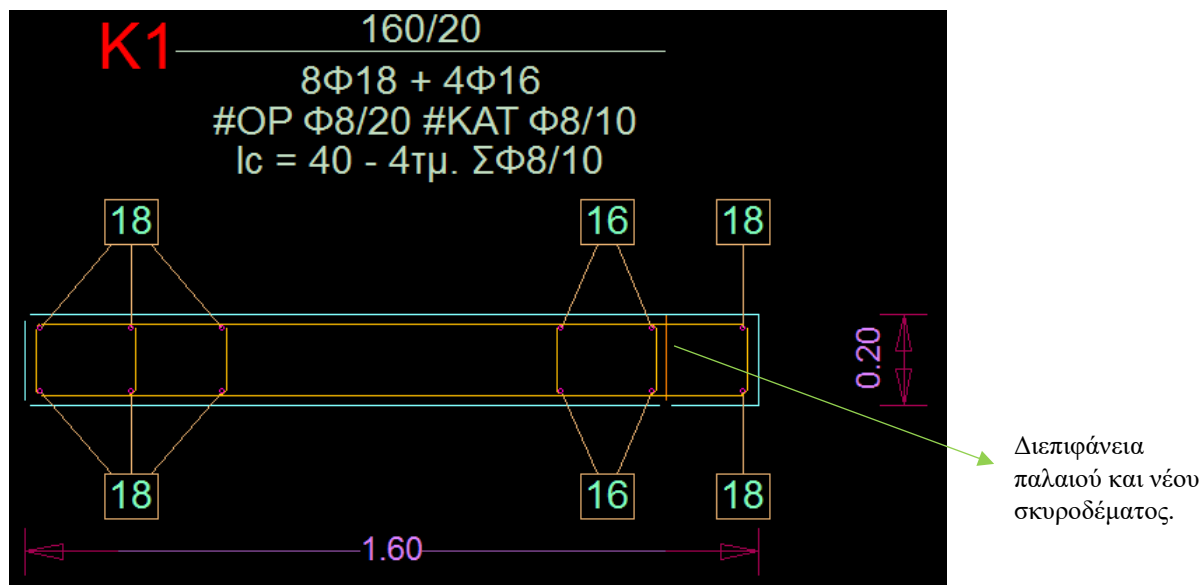 K1
160/20
8Φ18 + 4Φ16
#ΟΡ Φ8/20 #ΚΑΤ Φ8/10
lc = 40 - 4τμ. ΣΦ8/10
18 16 18
0.20
18 16 18
1.60
Διεπιφάνεια
παλαιού και νέου
σκυροδέματος.